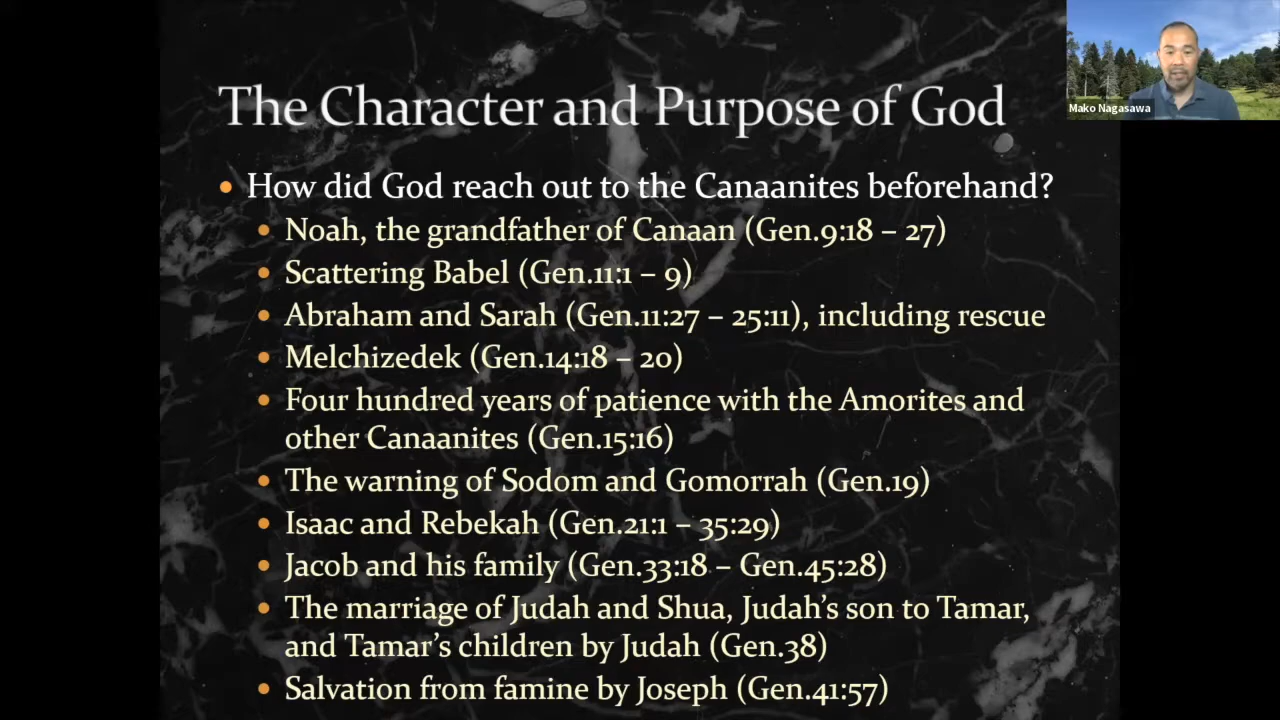 The Character and Purpose of God
Mako Nagasawa
• How did God reach out to the Canaanites beforehand?
• Noah, the grandfather of Canaan (Gen.9:18 – 27)
• Scattering Babel (Gen.11:1 – 9)
• Abraham and Sarah (Gen.11:27 – 25:11), including rescue
• Melchizedek (Gen.14:18 – 20)
• Four hundred years of patience with the Amorites and
other Canaanites (Gen.15:16)
• The warning of Sodom and Gomorrah (Gen.19)
• Isaac and Rebekah (Gen.21:1 – 35:29)
• Jacob and his family (Gen.33:18 – Gen.45:28)
• The marriage of Judah and Shua, Judah’s son to Tamar,
and Tamar’s children by Judah (Gen.38)
• Salvation from famine by Joseph (Gen.41:57)